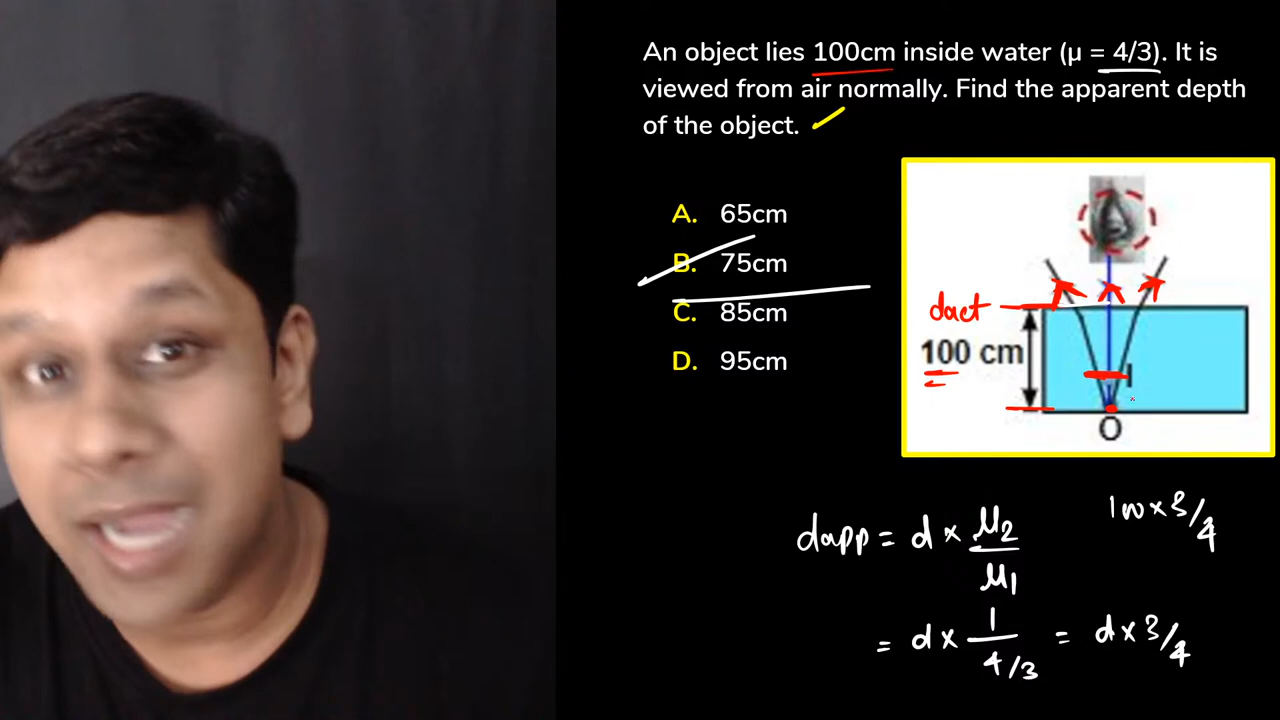 An object lies 100cm inside water (μ = 4/3). It is
viewed from air normally. Find the apparent depth
of the object.
A. 65cm
B. 75cm
C. 85cm
D. 95cm
dact
100 cm
I
O
dapp = d × μ2/μ1
100 × 3/4
= d × 1/4/3 = d × 3/4